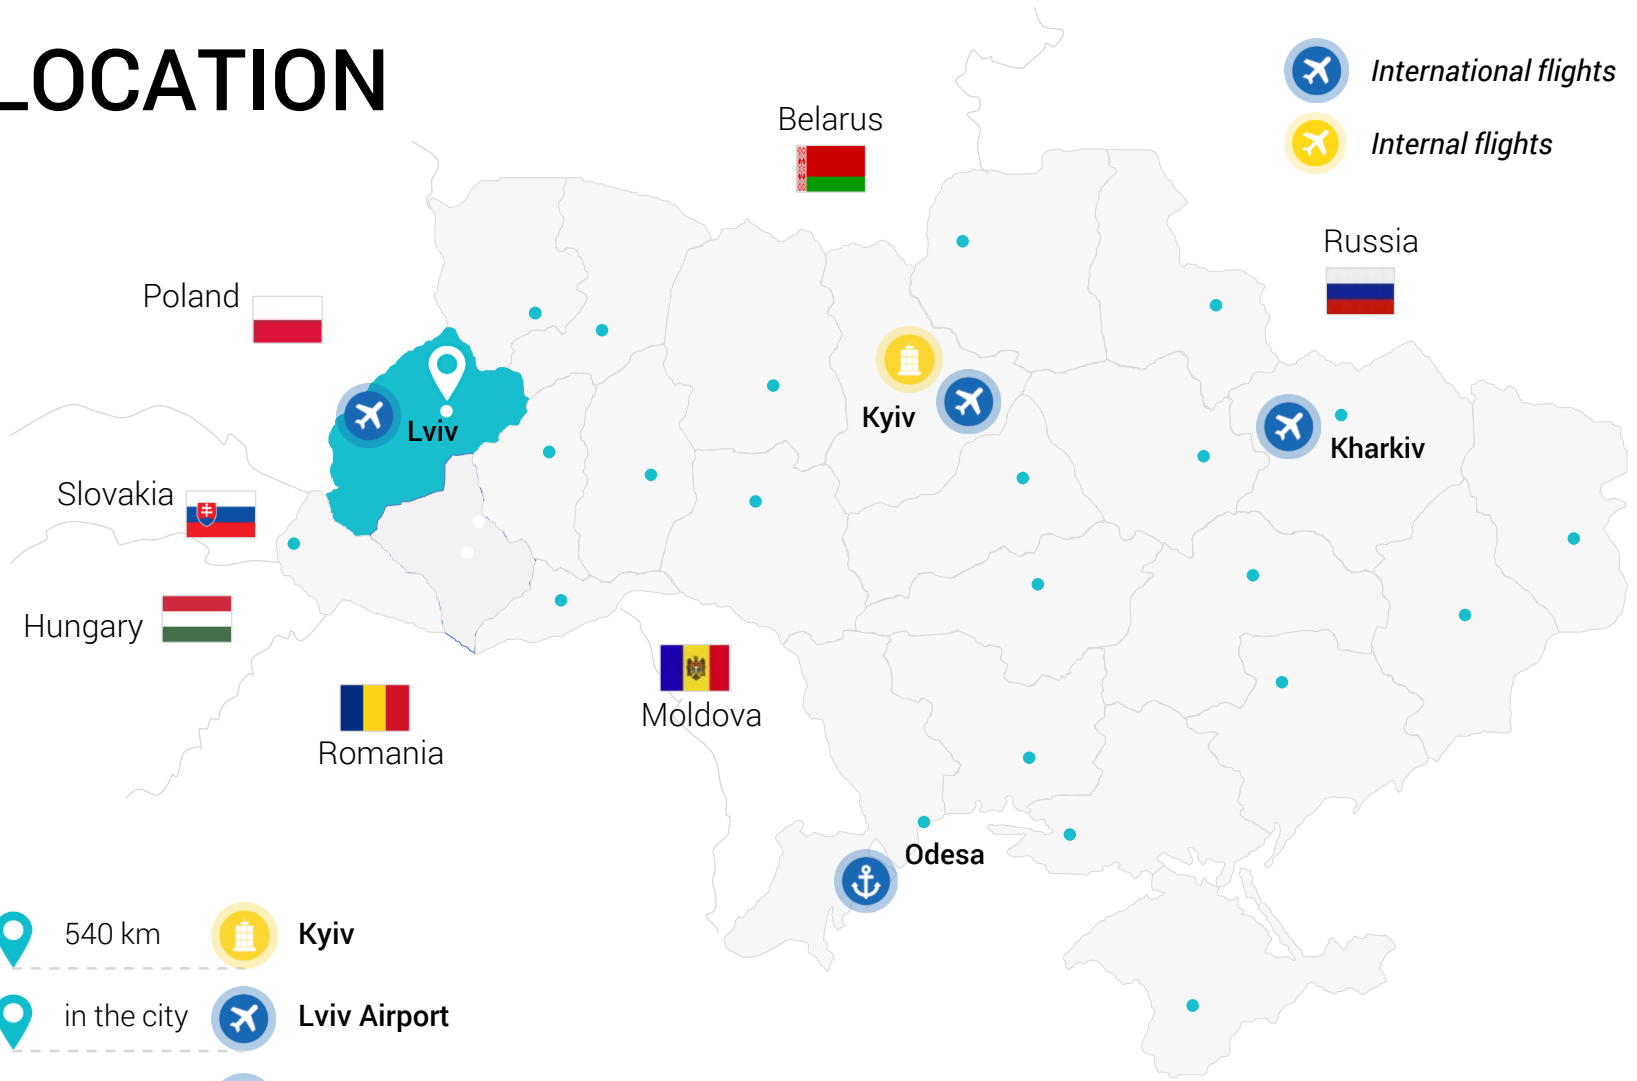 LOCATION
International flights
Internal flights
Belarus
Russia
Poland
Lviv
Kyiv
Kharkiv
Slovakia
Hungary
Moldova
Romania
Odesa
540 km Kyiv
in the city Lviv Airport